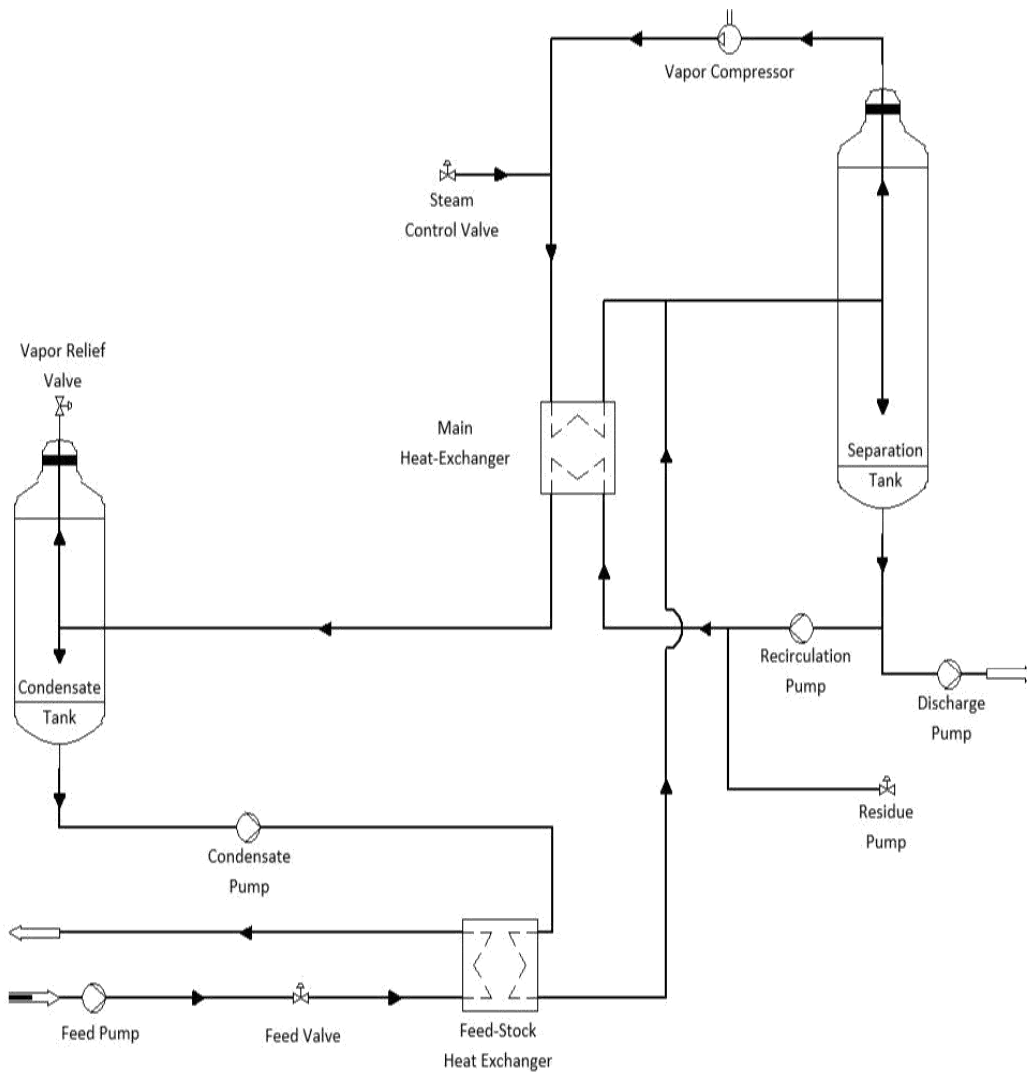 Vapor Compressor
Steam
Control Valve
Vapor Relief
Valve
Main
Heat-Exchanger
Separation
Tank
Condensate
Tank
Recirculation
Pump
Discharge
Pump
Residue
Pump
Condensate
Pump
Feed Pump
Feed Valve
Feed-Stock
Heat Exchanger